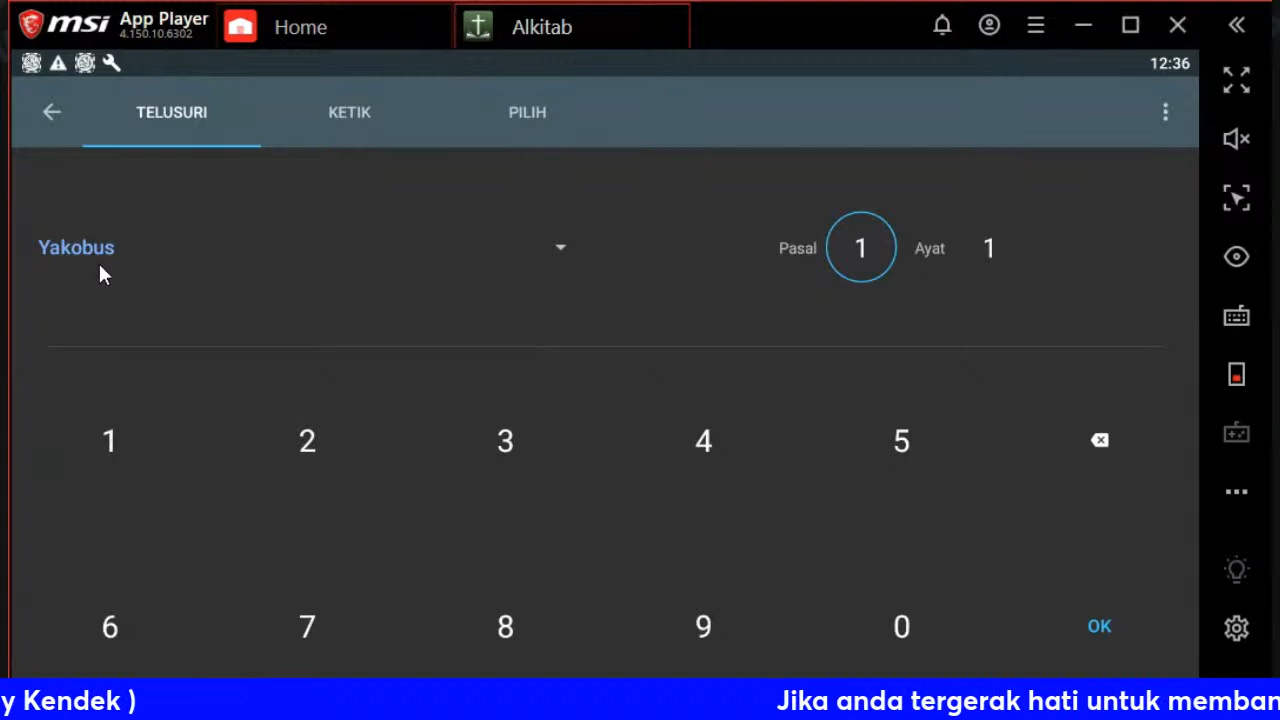 msi App Player
4.150.10.6302
Home
Alkitab
12:36
TELUSURI KETIK PILIH
Yakobus Pasal 1 Ayat 1
1 2 3 4 5
6 7 8 9 0 OK
y Kendek ) Jika anda tergerak hati untuk memban